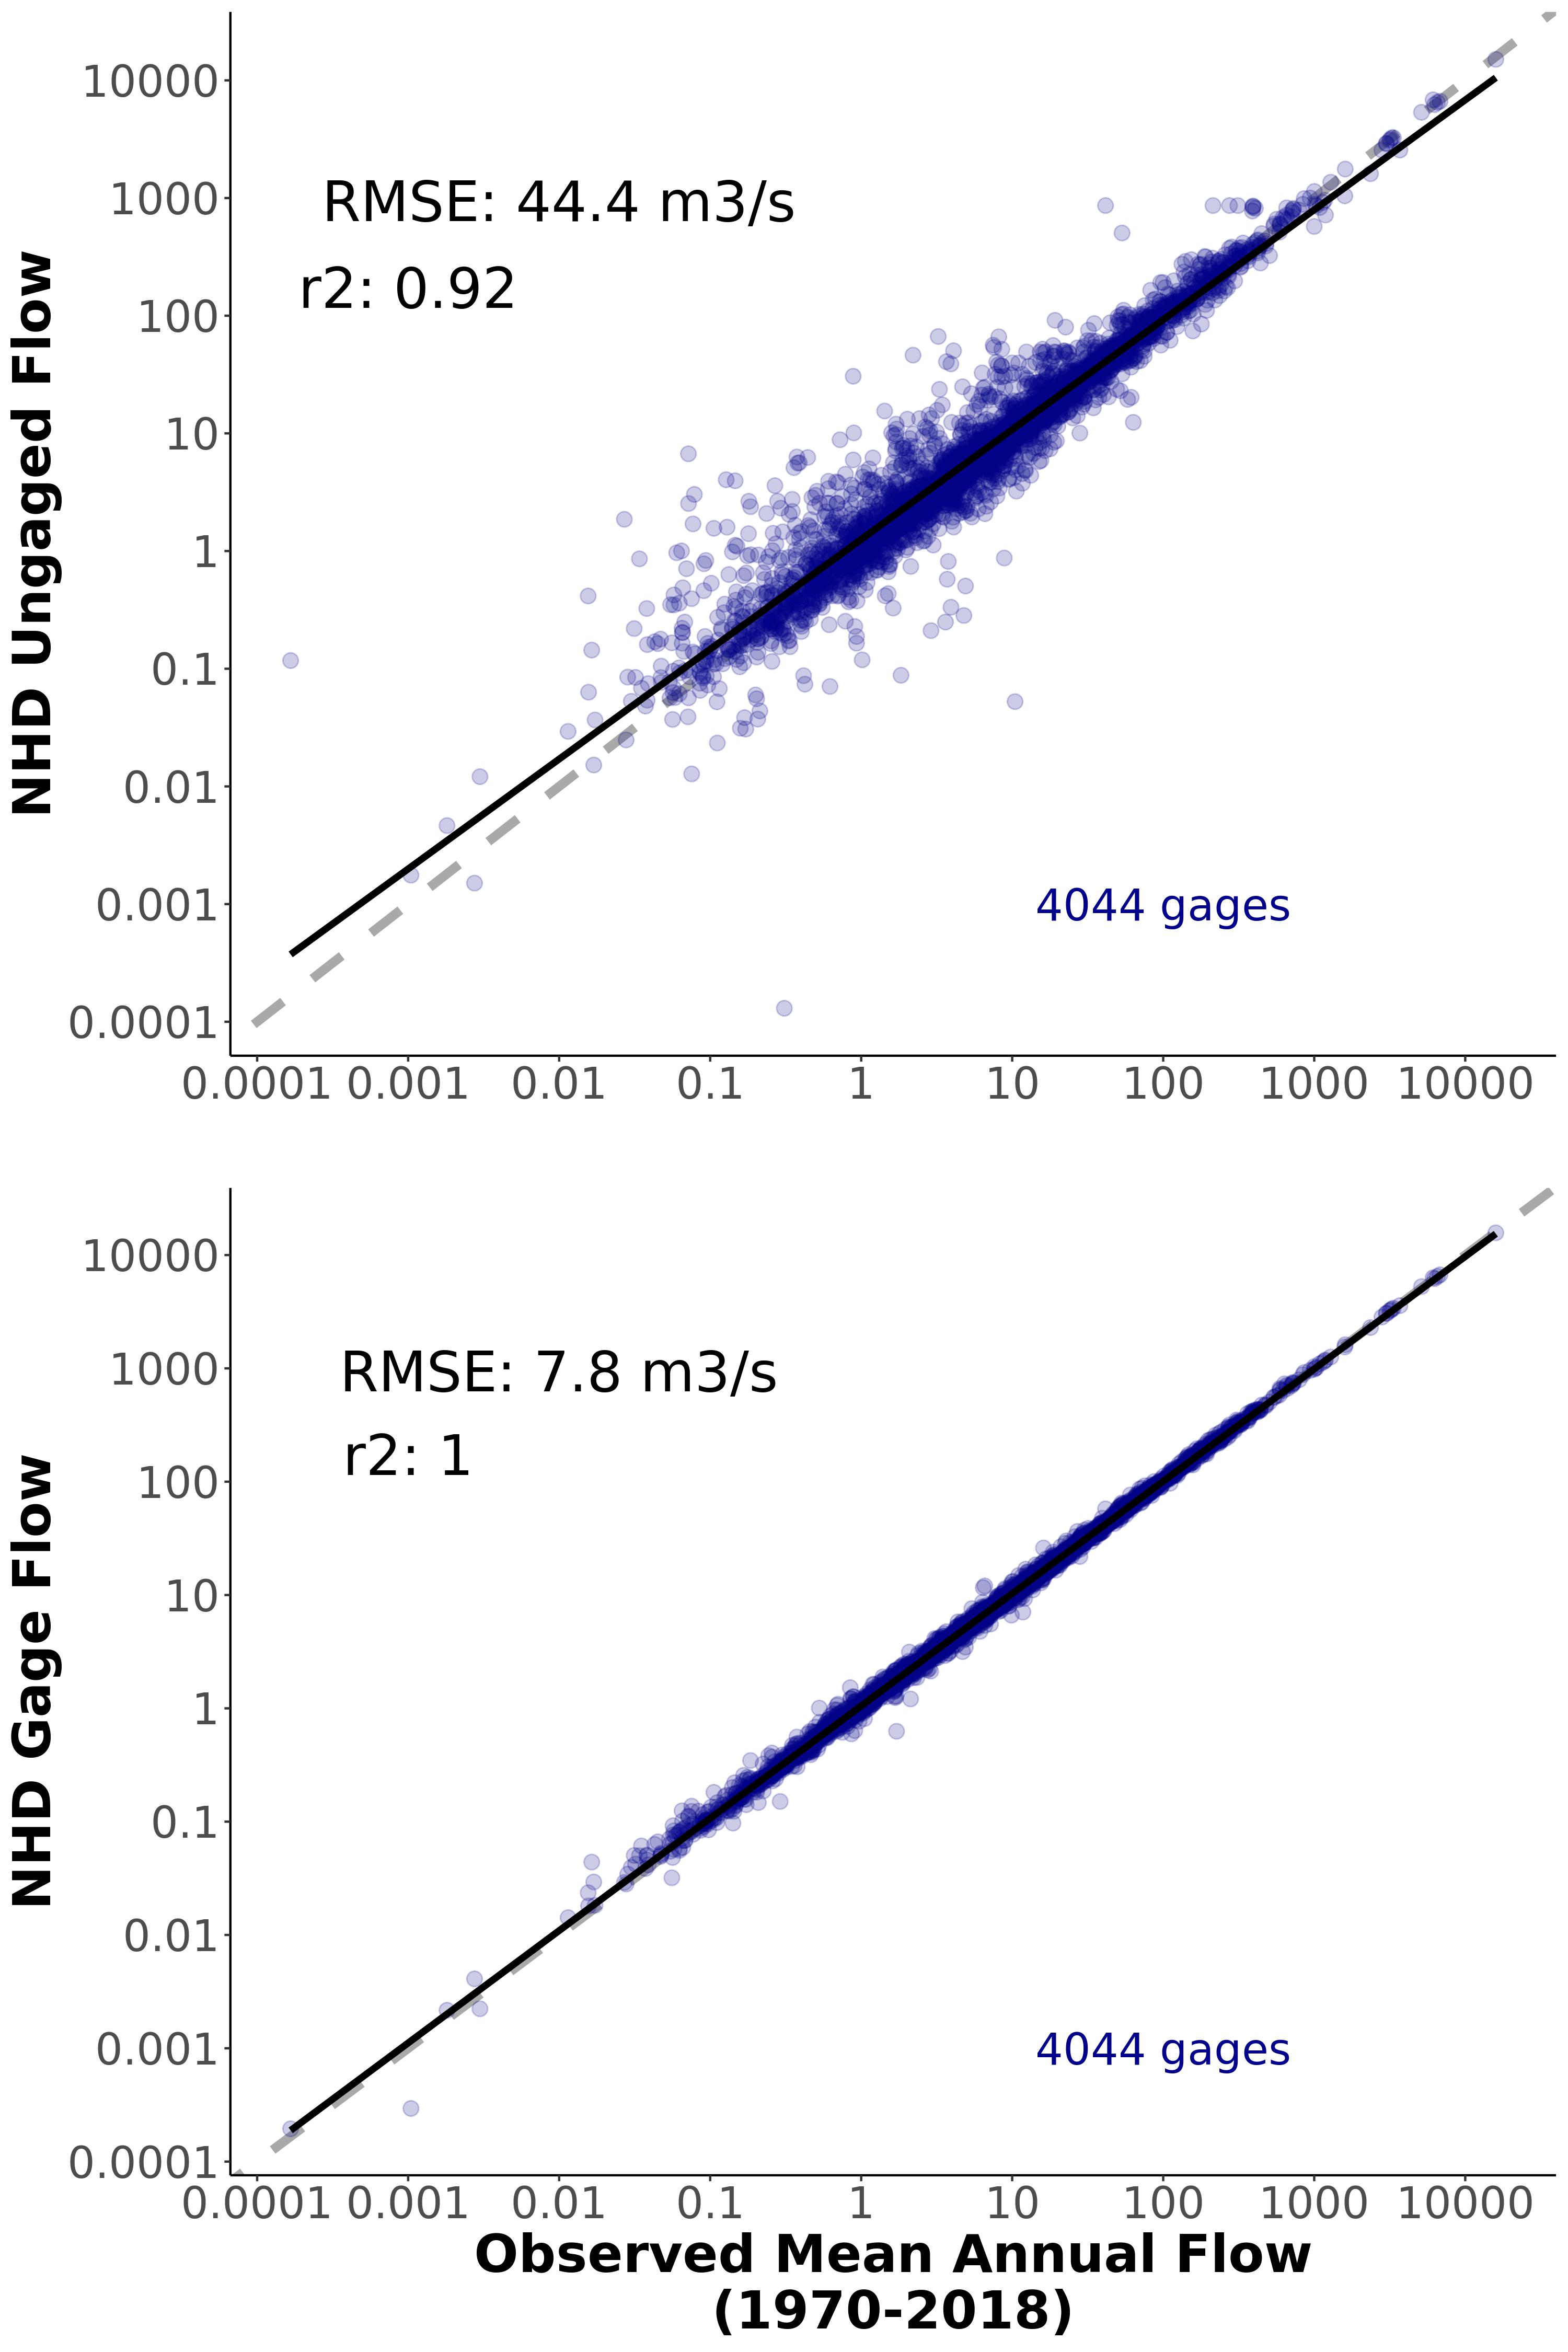 NHD Ungaged Flow
10000
1000
100
10
1
0.1
0.01
0.001
0.0001
RMSE: 44.4 m3/s
r2: 0.92
4044 gages
0.0001 0.001 0.01 0.1 1 10 100 1000 10000
NHD Gage Flow
10000
1000
100
10
1
0.1
0.01
0.001
0.0001
RMSE: 7.8 m3/s
r2: 1
4044 gages
0.0001 0.001 0.01 0.1 1 10 100 1000 10000
Observed Mean Annual Flow
(1970-2018)